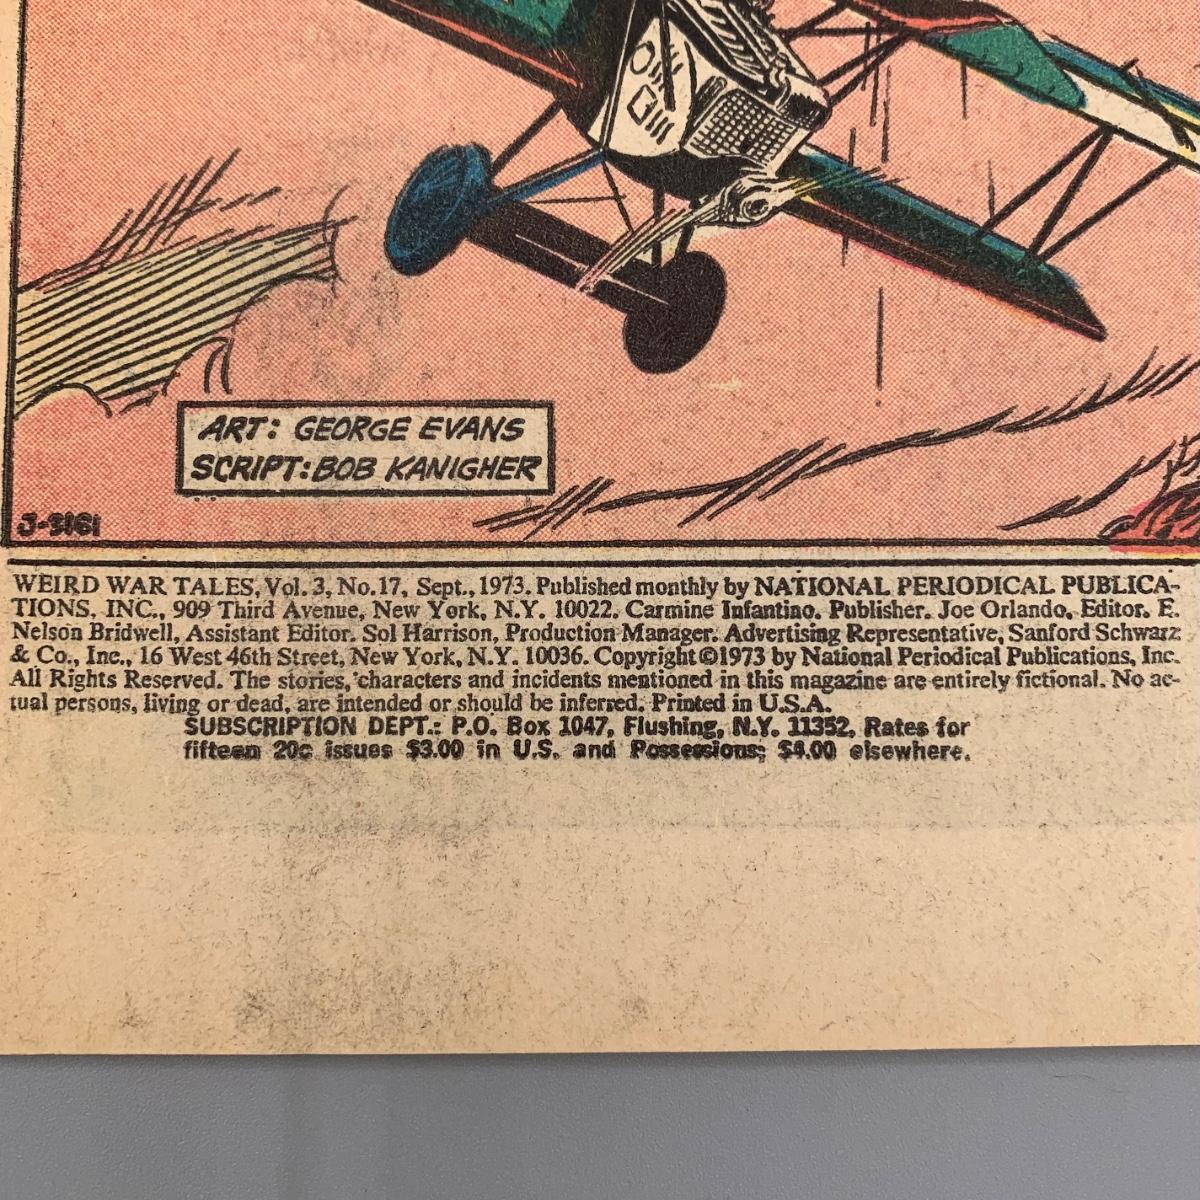 ART: GEORGE EVANS
SCRIPT: BOB KANIGHER
WEIRD WAR TALES, Vol. 3, No. 17, Sept., 1973. Published monthly by NATIONAL PERIODICAL PUBLICA-
TIONS, INC., 909 Third Avenue, New York, N.Y. 10022. Carmine Infantino, Publisher. Joe Orlando, Editor. E.
Nelson Bridwell, Assistant Editor. Sol Harrison, Production Manager. Advertising Representative, Sanford Schwarz
& Co., Inc., 16 West 46th Street, New York, N.Y. 10036. Copyright ©1973 by National Periodical Publications, Inc.
All Rights Reserved. The stories, characters and incidents mentioned in this magazine are entirely fictional. No ac-
tual persons, living or dead, are intended or should be inferred. Printed in U.S.A.
SUBSCRIPTION DEPT.: P.O. Box 1047, Flushing, N.Y. 11352, Rates for
fifteen 20c issues $3.00 in U.S. and Possessions; $4.00 elsewhere.